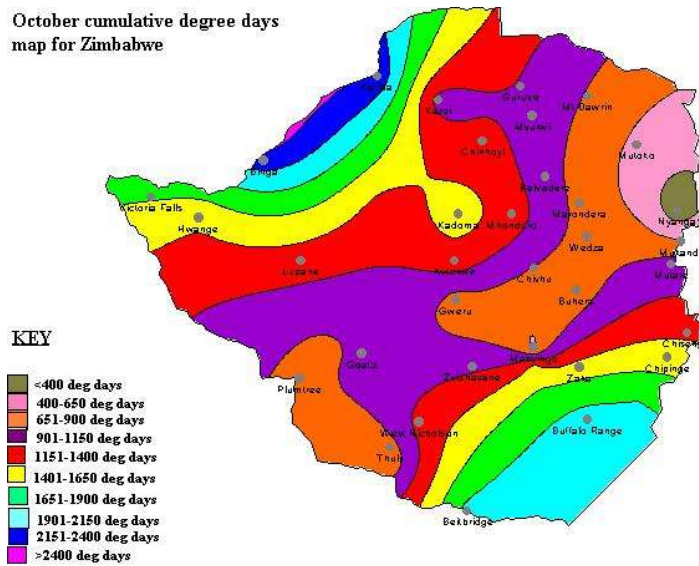 October cumulative degree days
map for Zimbabwe
Kariba
Karoi
Guruve
Mt Dawrin
Mvurwi
Chinhoyi
Mutoko
Binga
Belvedere
Victoria Falls
Hwange
Kadoma
Mhondoro
Marondera
Nyanga
Wedza
Lupane
Kwekwe
Chivhu
Mutare
Gweru
Buhera
Masvingo
Chipinge
Zvishavane
Zaka
Plumtree
West Nicholson
Buffalo Range
Thuli
Beitbridge
KEY
<400 deg days
400-650 deg days
651-900 deg days
901-1150 deg days
1151-1400 deg days
1401-1650 deg days
1651-1900 deg days
1901-2150 deg days
2151-2400 deg days
>2400 deg days